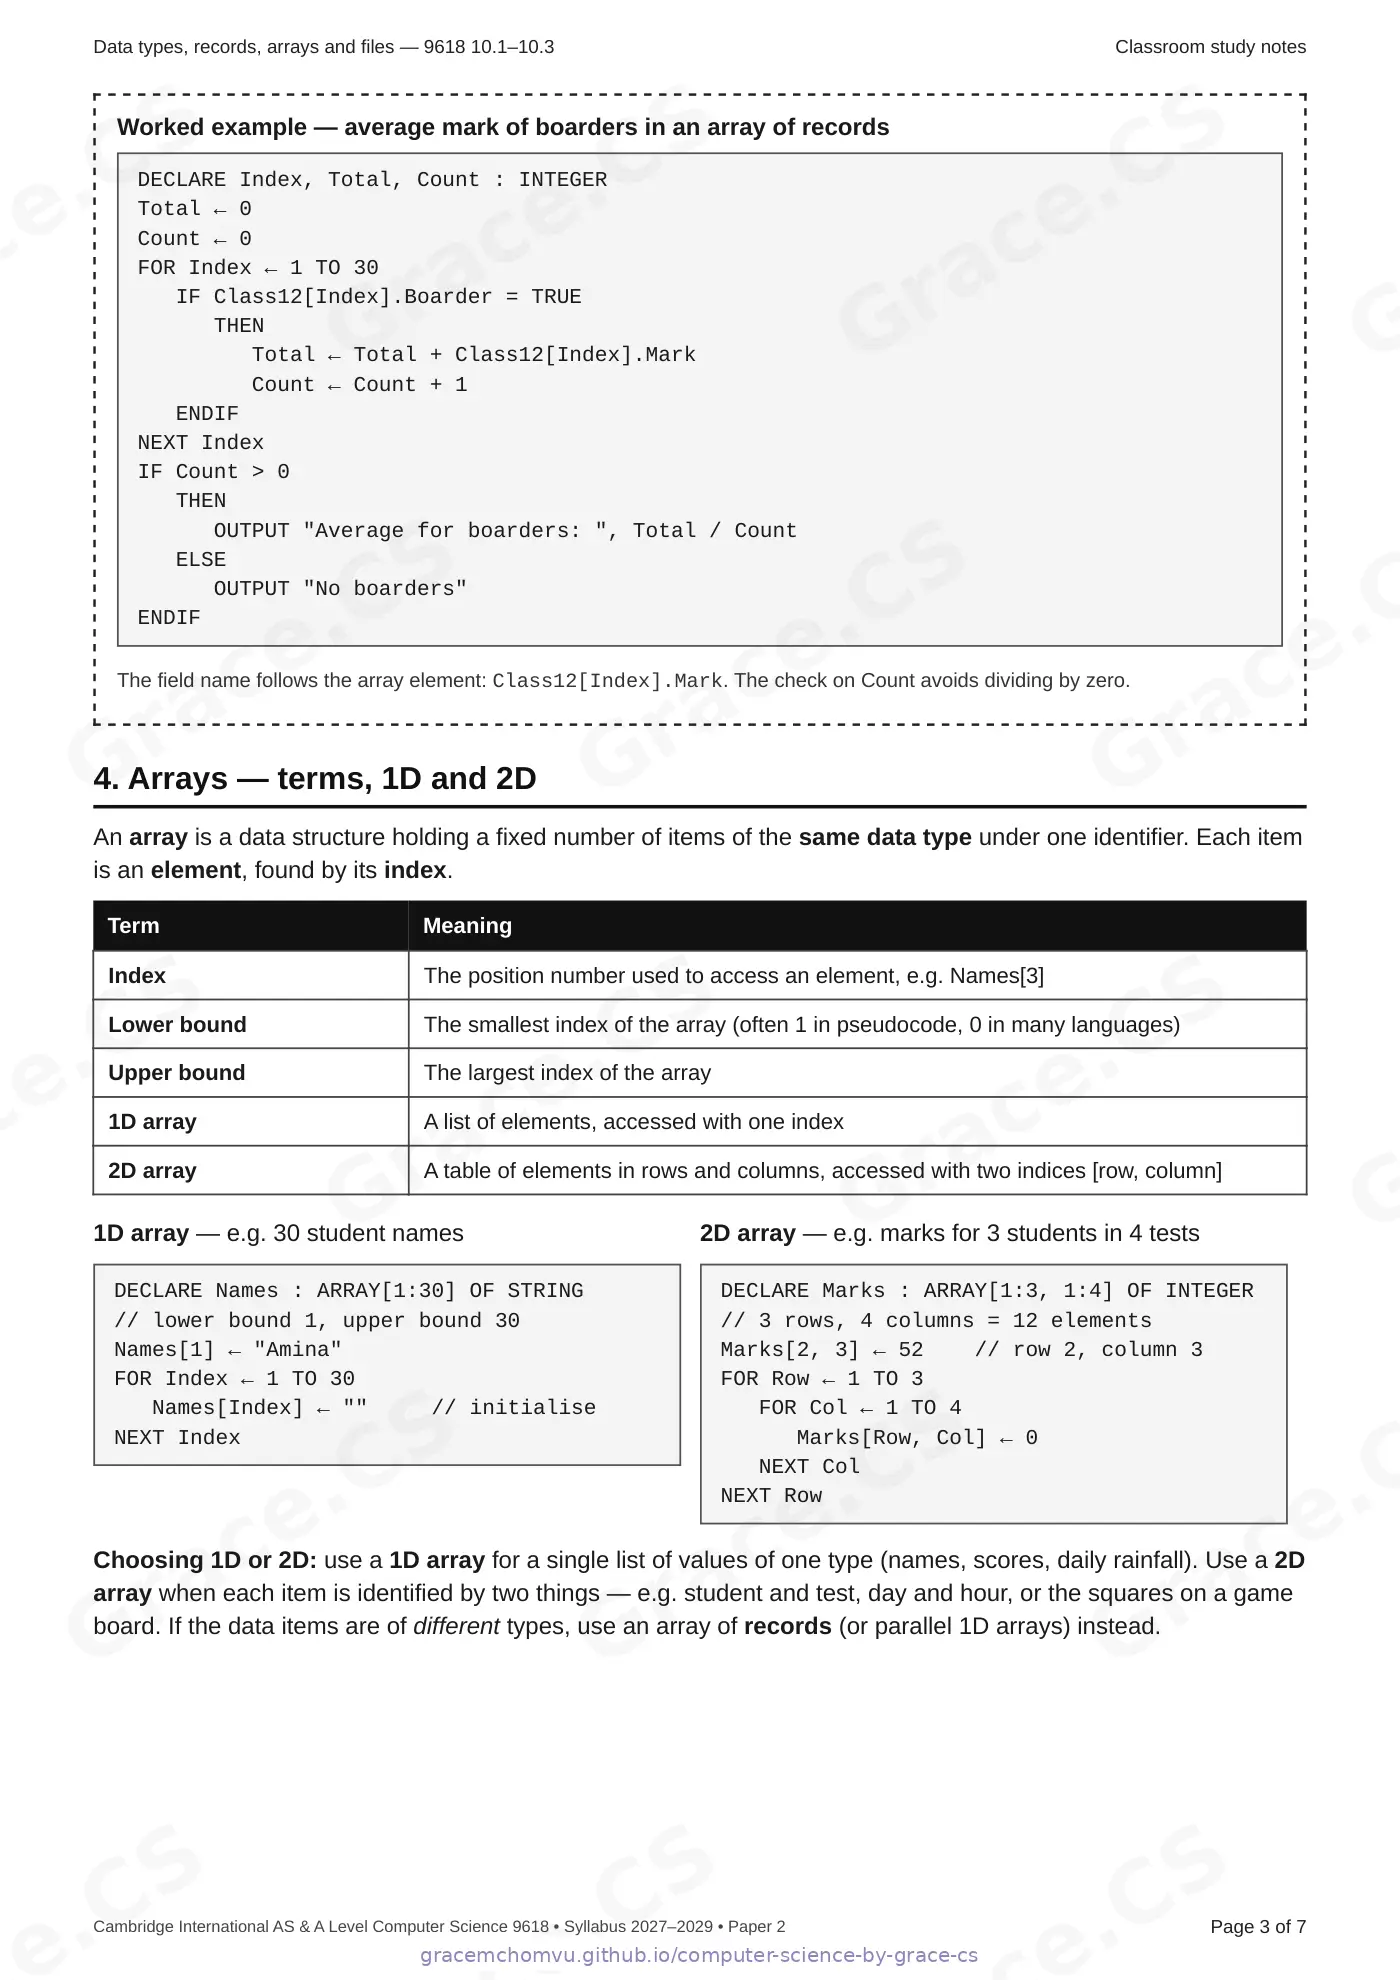 Data types, records, arrays and files — 9618 10.1–10.3
Classroom study notes
Worked example — average mark of boarders in an array of records
DECLARE Index, Total, Count : INTEGER
Total ← 0
Count ← 0
FOR Index ← 1 TO 30
   IF Class12[Index].Boarder = TRUE
      THEN
         Total ← Total + Class12[Index].Mark
         Count ← Count + 1
   ENDIF
NEXT Index
IF Count > 0
   THEN
      OUTPUT "Average for boarders: ", Total / Count
   ELSE
      OUTPUT "No boarders"
ENDIF
The field name follows the array element: Class12[Index].Mark. The check on Count avoids dividing by zero.
4. Arrays — terms, 1D and 2D
An array is a data structure holding a fixed number of items of the same data type under one identifier. Each item
is an element, found by its index.
Term Meaning
Index The position number used to access an element, e.g. Names[3]
Lower bound The smallest index of the array (often 1 in pseudocode, 0 in many languages)
Upper bound The largest index of the array
1D array A list of elements, accessed with one index
2D array A table of elements in rows and columns, accessed with two indices [row, column]
1D array — e.g. 30 student names
DECLARE Names : ARRAY[1:30] OF STRING
// lower bound 1, upper bound 30
Names[1] ← "Amina"
FOR Index ← 1 TO 30
   Names[Index] ← ""     // initialise
NEXT Index
2D array — e.g. marks for 3 students in 4 tests
DECLARE Marks : ARRAY[1:3, 1:4] OF INTEGER
// 3 rows, 4 columns = 12 elements
Marks[2, 3] ← 52    // row 2, column 3
FOR Row ← 1 TO 3
   FOR Col ← 1 TO 4
      Marks[Row, Col] ← 0
   NEXT Col
NEXT Row
Choosing 1D or 2D: use a 1D array for a single list of values of one type (names, scores, daily rainfall). Use a 2D
array when each item is identified by two things — e.g. student and test, day and hour, or the squares on a game
board. If the data items are of different types, use an array of records (or parallel 1D arrays) instead.
Cambridge International AS & A Level Computer Science 9618 • Syllabus 2027–2029 • Paper 2
Page 3 of 7
gracemchomvu.github.io/computer-science-by-grace-cs
Grace.CS